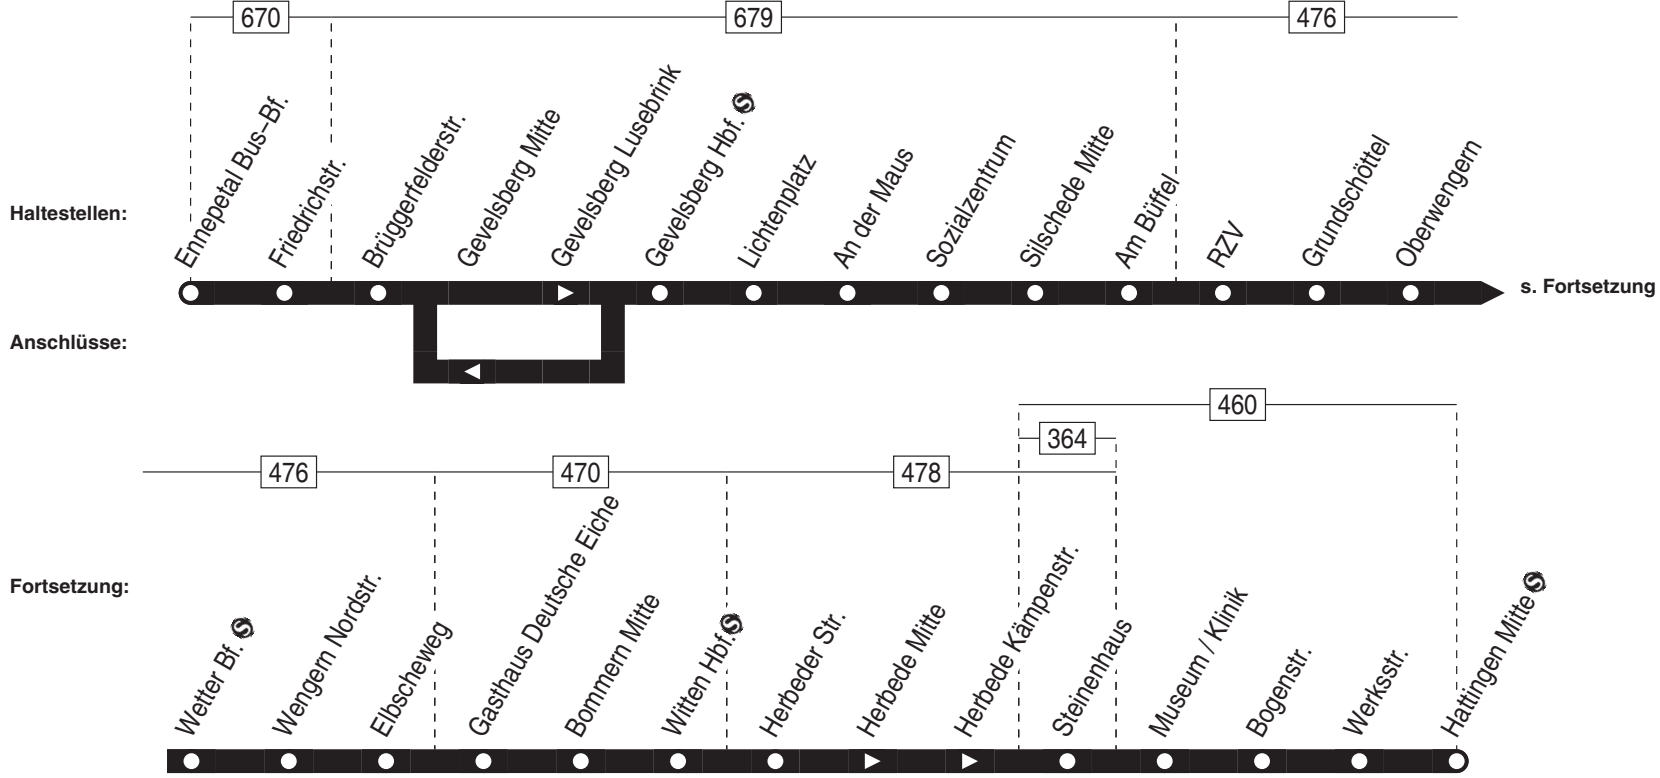 670 679 476
Haltestellen:
Ennepetal Bus-Bf.
Friedrichstr.
Brüggerfelderstr.
Gevelsberg Mitte
Gevelsberg Lusebrink
Gevelsberg Hbf. S
Lichtenplatz
An der Maus
Sozialzentrum
Silschede Mitte
Am Büffel
RZV
Grundschöttel
Oberwengern
s. Fortsetzung
Anschlüsse:
460
364
476 470 478
Fortsetzung:
Wetter Bf. S
Wengern Nordstr.
Elbscheweg
Gasthaus Deutsche Eiche
Bommern Mitte
Witten Hbf. S
Herbeder Str.
Herbede Mitte
Herbede Kämpenstr.
Steinenhaus
Museum / Klinik
Bogenstr.
Werksstr.
Hattingen Mitte S